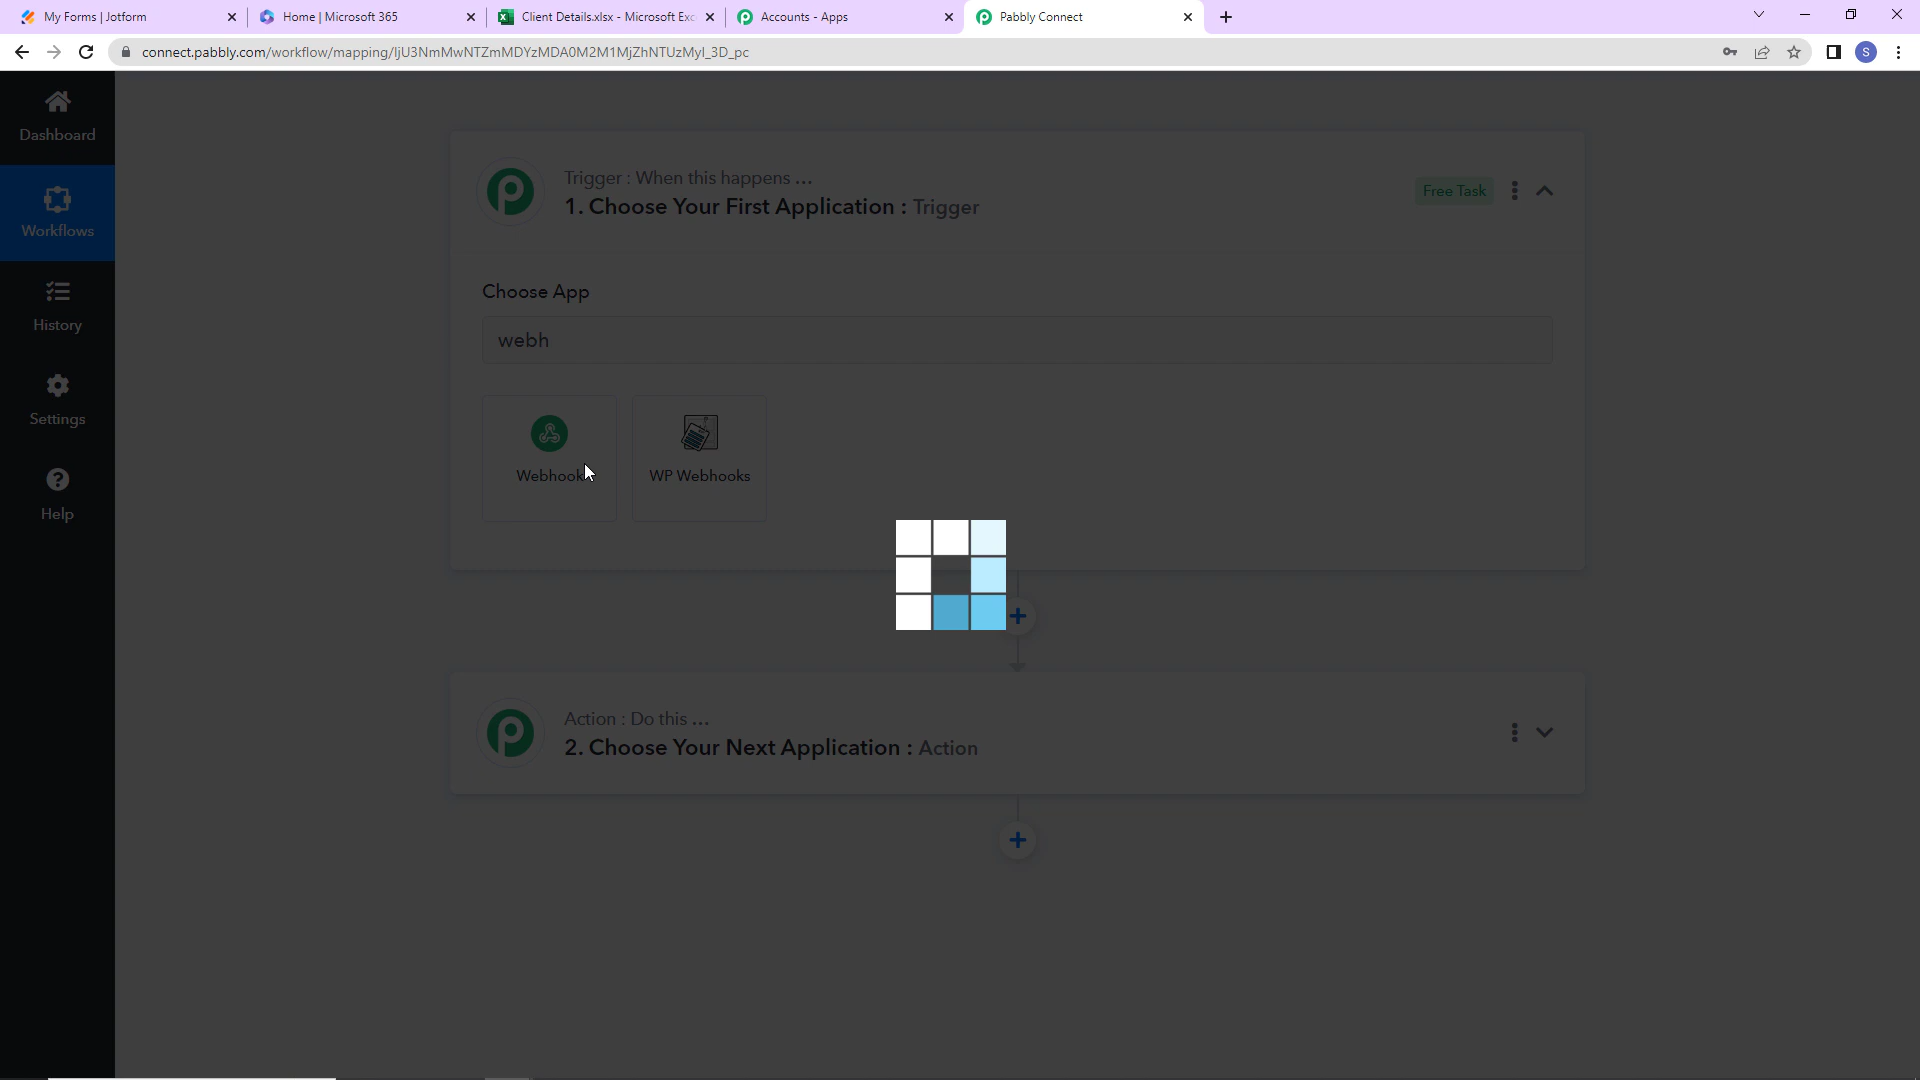 My Forms | Jotform
Home | Microsoft 365
Client Details.xlsx - Microsoft Exc
Accounts - Apps
Pabbly Connect
connect.pabbly.com/workflow/mapping/IjU3NmMwNTZmMDYzMDA0M2M1MjZhNTUzMyI_3D_pc
S
Dashboard
Workflows
History
Settings
Help
Trigger : When this happens ...
1. Choose Your First Application : Trigger
Free Task
Choose App
webh
Webhook
WP Webhooks
Action : Do this ...
2. Choose Your Next Application : Action